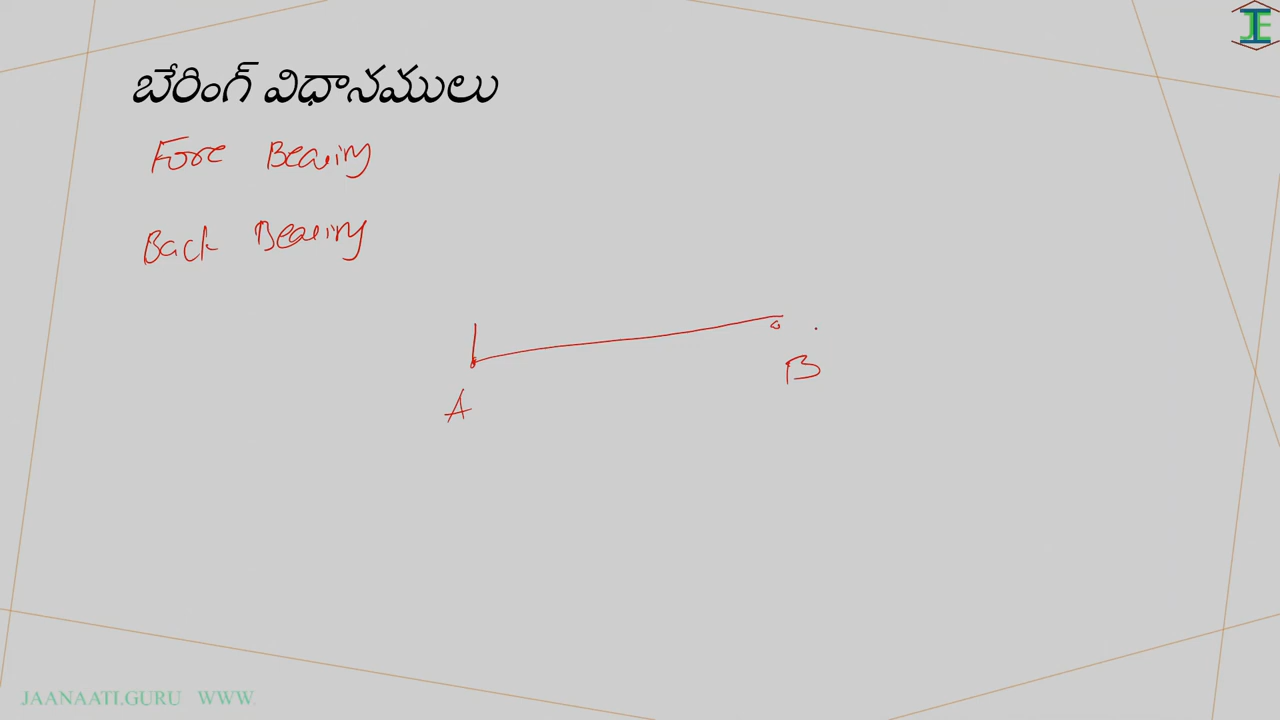 బేరింగ్ విధానములు
Fore Bearing
Back Bearing
A
B
JAANAATI.GURU WWW.